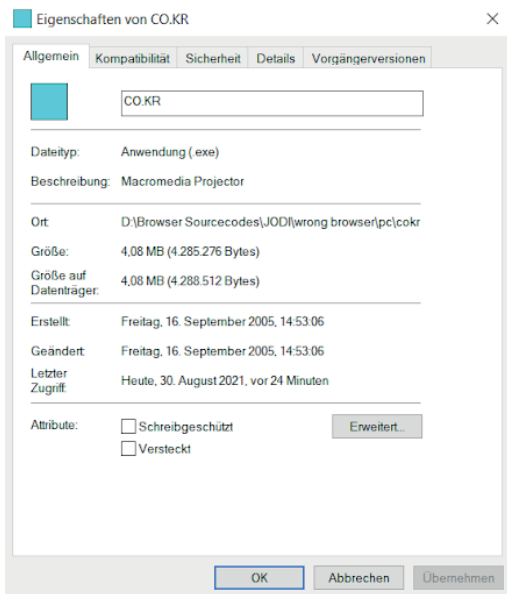 Eigenschaften von CO.KR
Allgemein Kompatibilität Sicherheit Details Vorgängerversionen
CO.KR
Dateityp: Anwendung (.exe)
Beschreibung: Macromedia Projector
Ort: D:\Browser Sourcecodes\JODI\wrong browser\pc\cokr
Größe: 4,08 MB (4.285.276 Bytes)
Größe auf
Datenträger: 4,08 MB (4.288.512 Bytes)
Erstellt: Freitag, 16. September 2005, 14:53:06
Geändert: Freitag, 16. September 2005, 14:53:06
Letzter
Zugriff: Heute, 30. August 2021, vor 24 Minuten
Attribute: Schreibgeschützt Erweitert...
Versteckt
OK Abbrechen Übernehmen